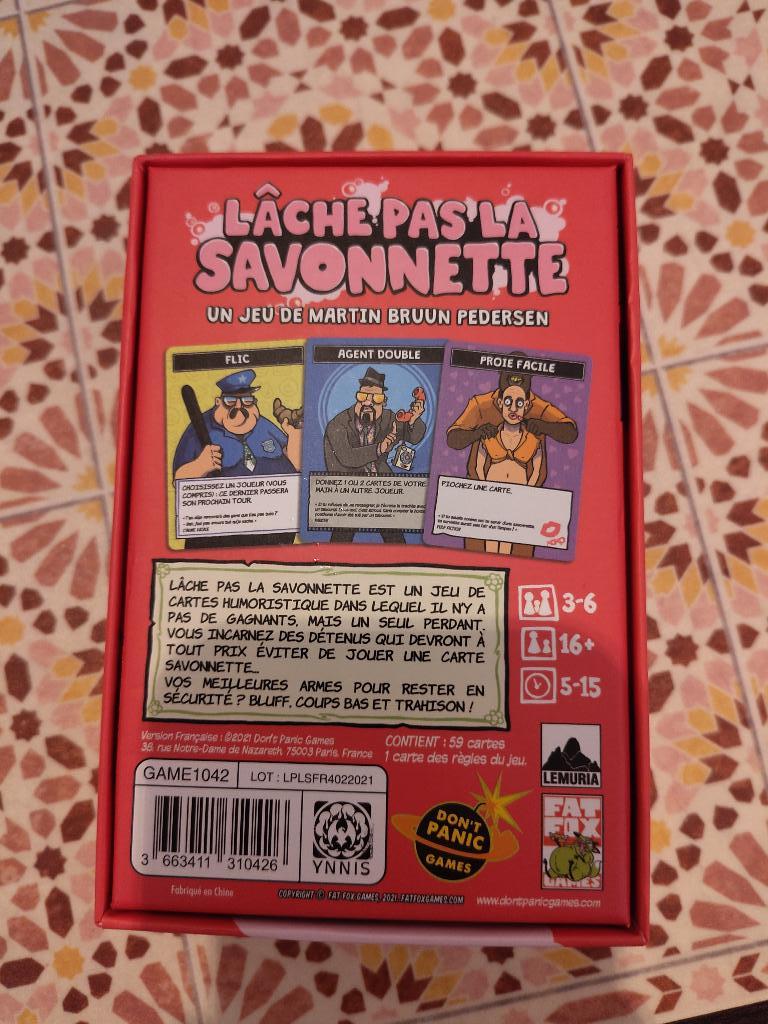 LÂCHE PAS LA
SAVONNETTE
UN JEU DE MARTIN BRUUN PEDERSEN
FLIC
CHOISISSEZ UN JOUEUR (VOUS
COMPRIS) : CE DERNIER PASSERA
SON PROCHAIN TOUR.
AGENT DOUBLE
DONNEZ 1 OU 2 CARTES DE VOTRE
MAIN À UN AUTRE JOUEUR.
PROIE FACILE
PIOCHEZ UNE CARTE.
PULP FICTION
LÂCHE PAS LA SAVONNETTE EST UN JEU DE
CARTES HUMORISTIQUE DANS LEQUEL IL N'Y A
PAS DE GAGNANTS, MAIS UN SEUL PERDANT.
VOUS INCARNEZ DES DÉTENUS QUI DEVRONT À
TOUT PRIX ÉVITER DE JOUER UNE CARTE
SAVONNETTE...
VOS MEILLEURES ARMES POUR RESTER EN
SÉCURITÉ ? BLUFF, COUPS BAS ET TRAHISON !
3-6
16+
5-15
Version Française : ©2021 Don't Panic Games
38, rue Notre-Dame de Nazareth, 75003 Paris, France
CONTIENT : 59 cartes
1 carte des règles du jeu.
LEMURIA
GAME1042
LOT : LPLSFR4022021
3 663411 310426
YNNIS
DON'T
PANIC
GAMES
FAT
FOX
GAMES
Fabriqué en Chine
COPYRIGHT © FAT FOX GAMES, 2021. FATFOXGAMES.COM
www.dontpanicgames.com